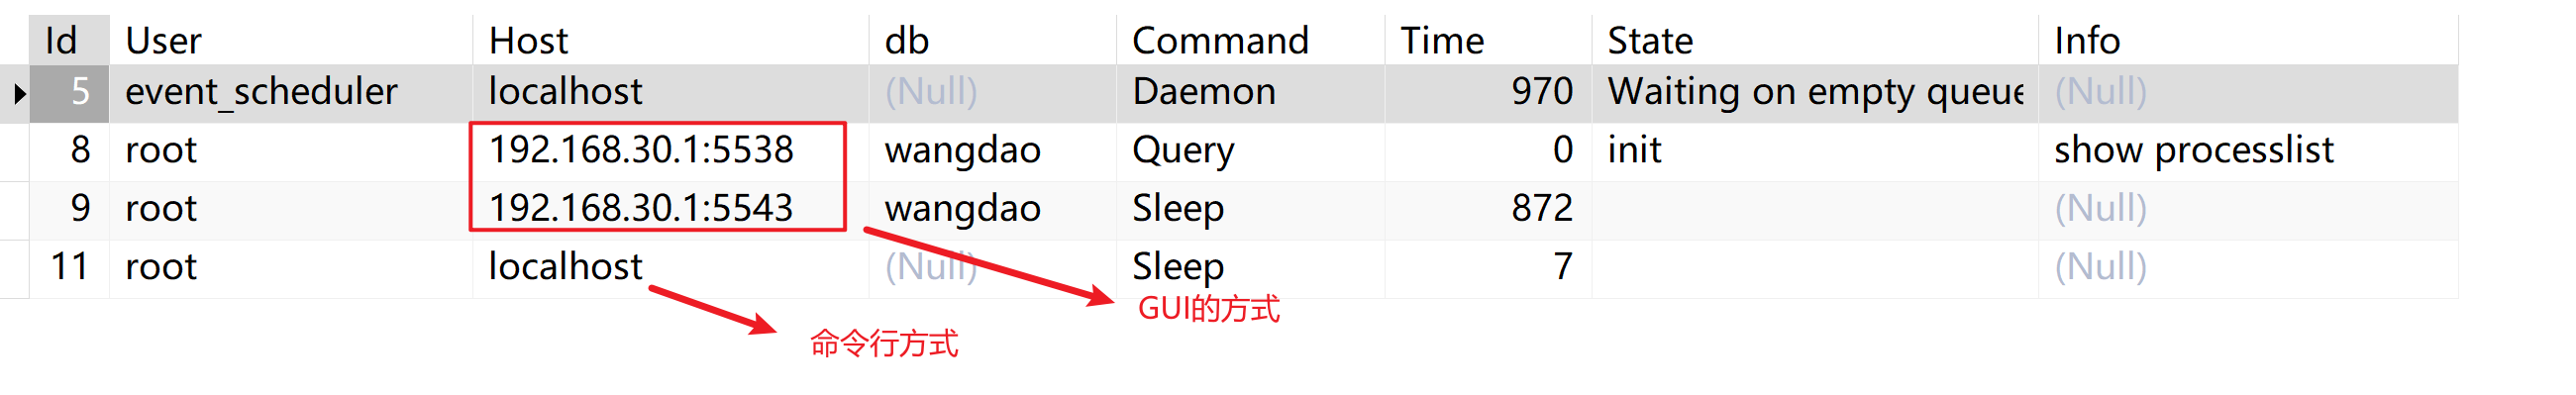 Id User Host db Command Time State Info
5 event_scheduler localhost (Null) Daemon 970 Waiting on empty queue (Null)
8 root 192.168.30.1:5538 wangdao Query 0 init show processlist
9 root 192.168.30.1:5543 wangdao Sleep 872 (Null)
11 root localhost (Null) Sleep 7 (Null)
GUI的方式
命令行方式